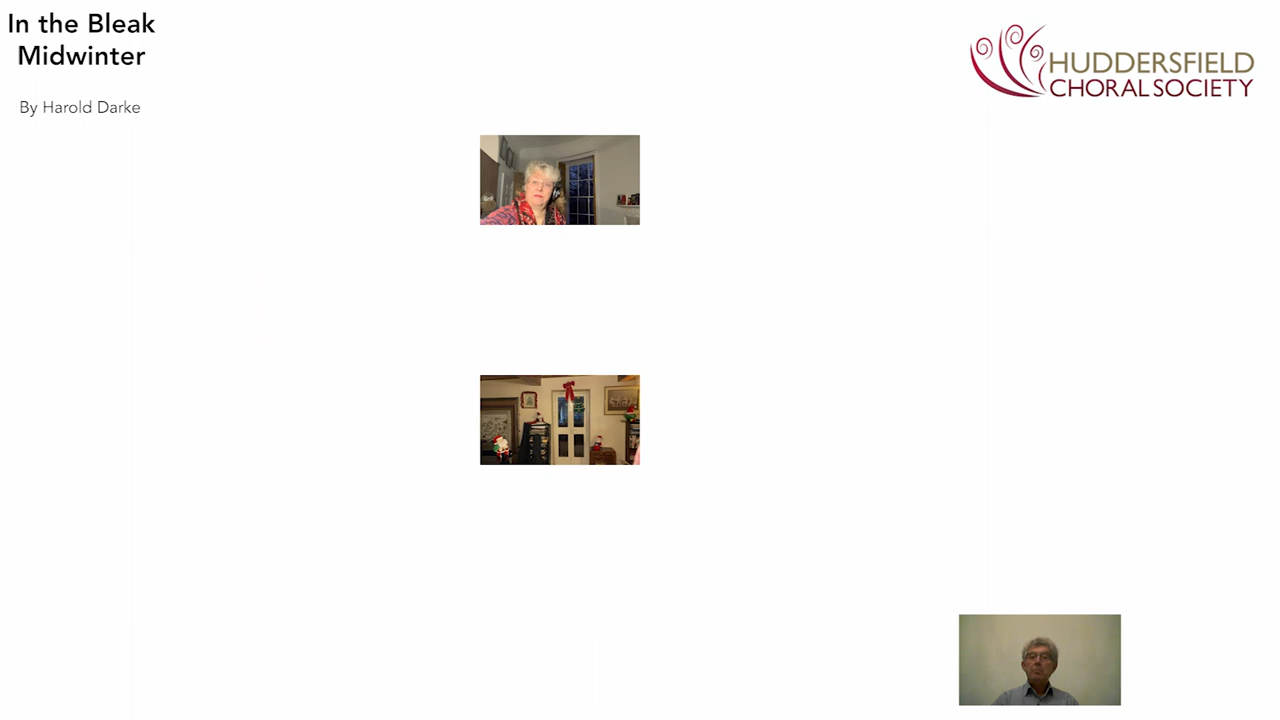 In the Bleak
Midwinter
By Harold Darke
HUDDERSFIELD
CHORAL SOCIETY